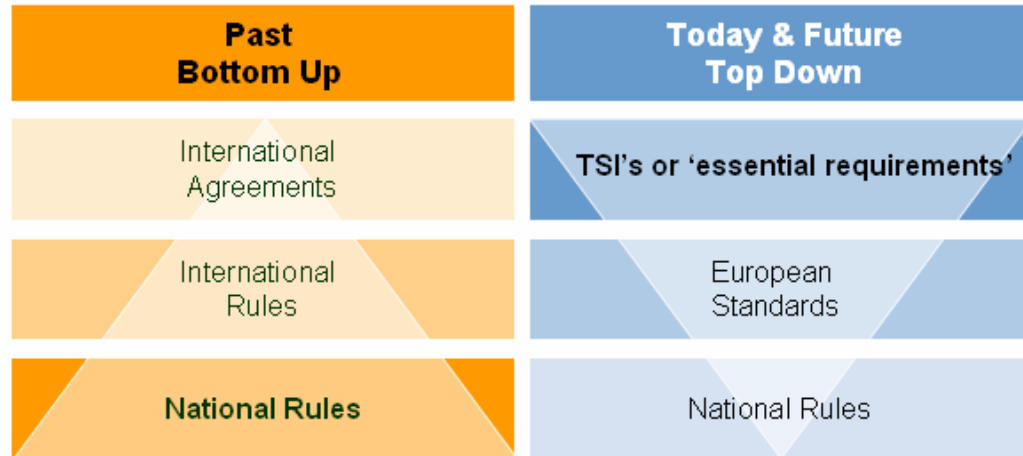 Past
Bottom Up
International
Agreements
International
Rules
National Rules
Today & Future
Top Down
TSI's or ‘essential requirements’
European
Standards
National Rules